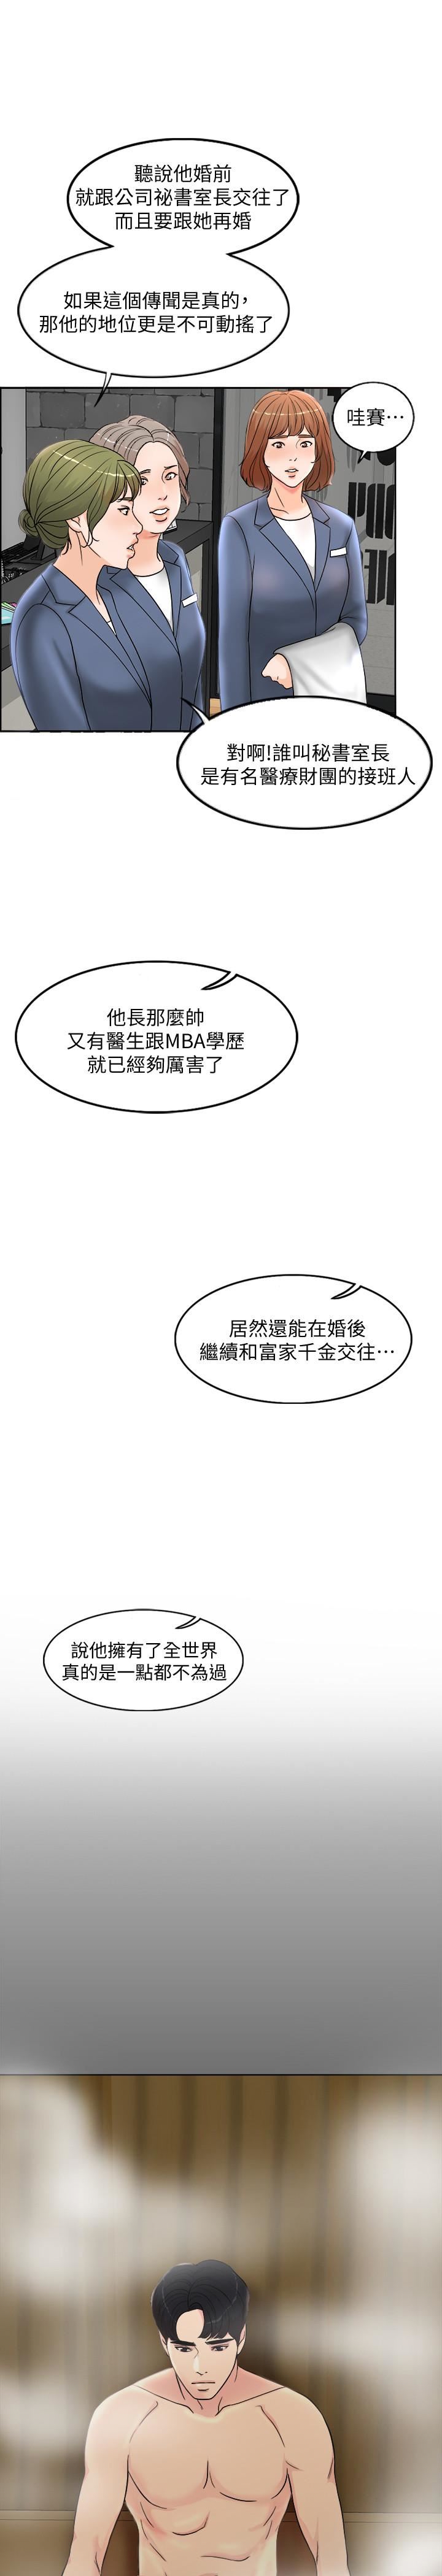 聽說他婚前
就跟公司祕書室長交往了
而且要跟她再婚
如果這個傳聞是真的，
那他的地位更是不可動搖了
哇賽⋯
對啊!誰叫秘書室長
是有名醫療財團的接班人
他長那麼帥
又有醫生跟MBA學歷
就已經夠厲害了
居然還能在婚後
繼續和富家千金交往⋯
說他擁有了全世界
真的是一點都不為過